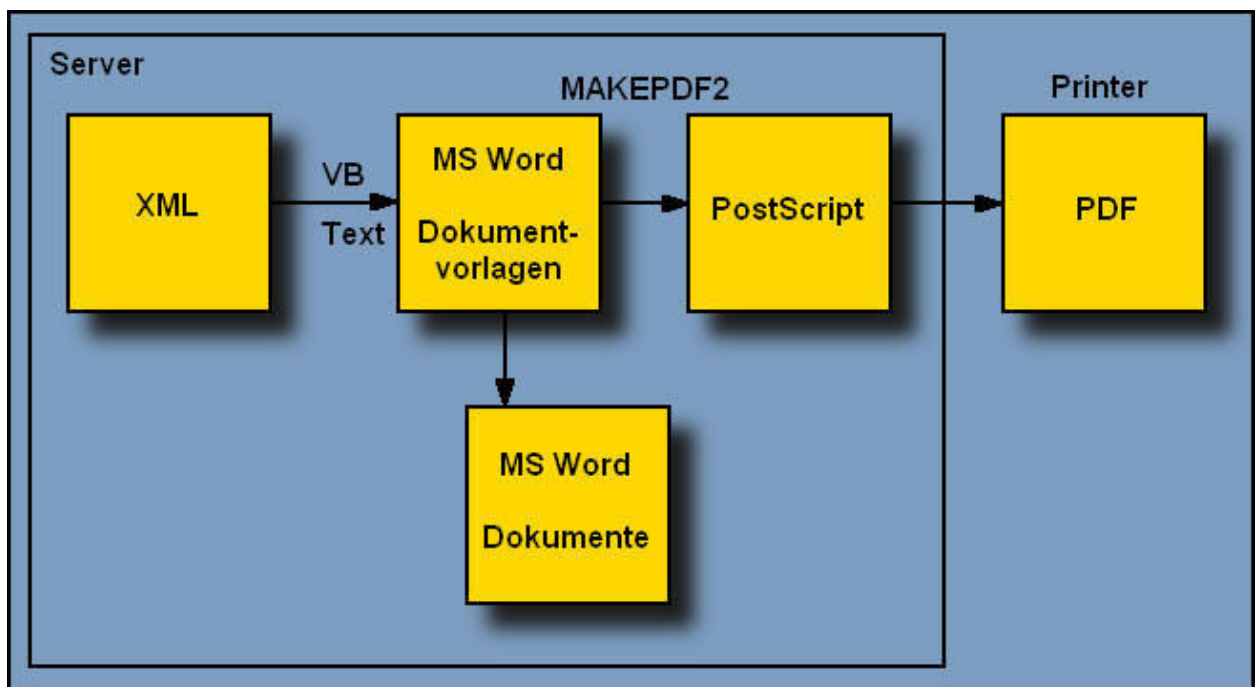 Server
MAKEPDF2
Printer
XML
VB
Text
MS Word
Dokument-
vorlagen
PostScript
PDF
MS Word
Dokumente